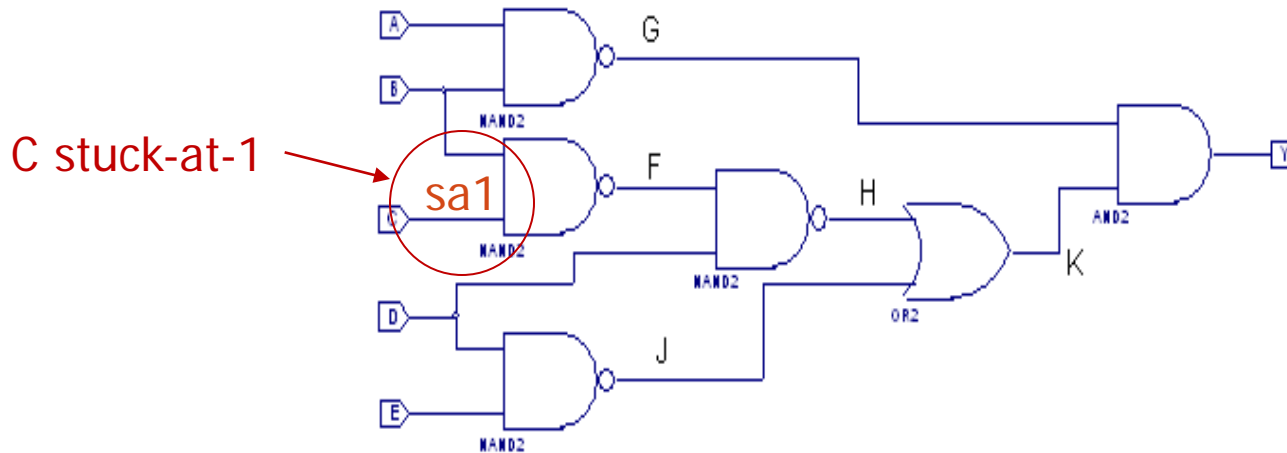 A
G
B
NAND2
C stuck-at-1
sa1
F
H
Y
C
NAND2
AND2
K
NAND2
D
OR2
J
E
NAND2